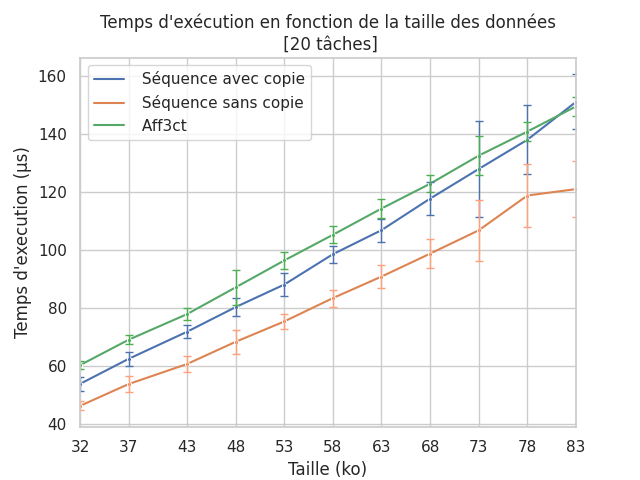 Temps d'exécution en fonction de la taille des données
[20 tâches]
Séquence avec copie
Séquence sans copie
Aff3ct
Temps d'execution (µs)
160
140
120
100
80
60
40
32 37 43 48 53 58 63 68 73 78 83
Taille (ko)